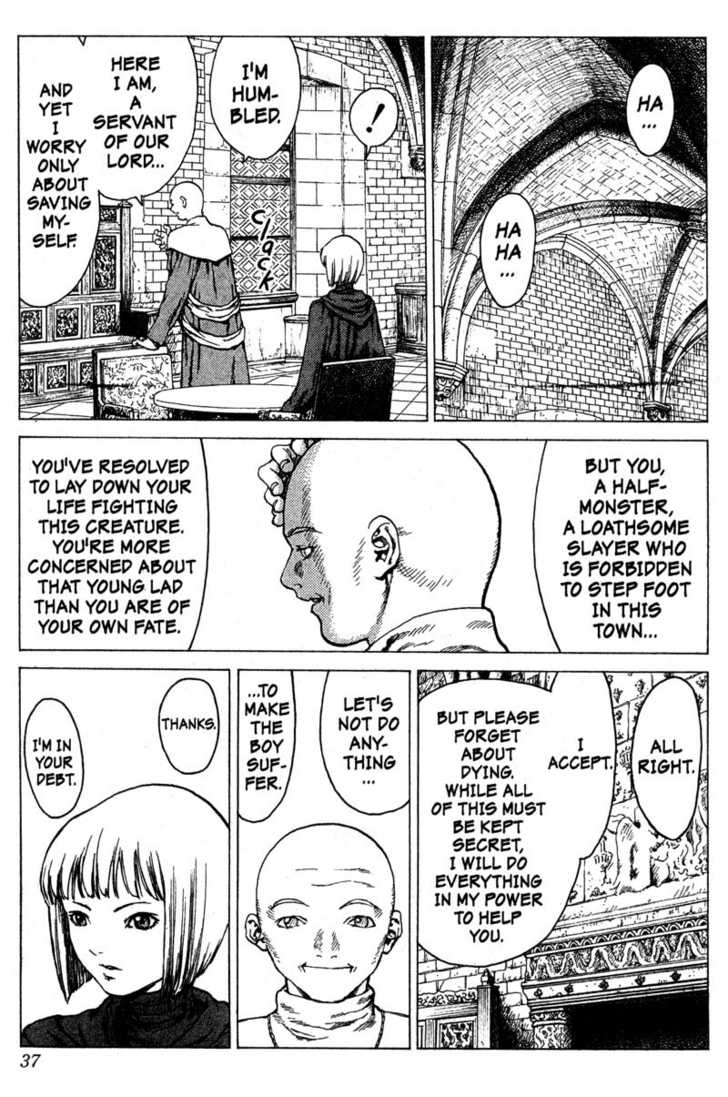 HA
...
HA
HA
...
!
clack
I'M
HUM-
BLED.
HERE
I AM,
A
SERVANT
OF OUR
LORD...
AND
YET
I
WORRY
ONLY
ABOUT
SAVING
MY-
SELF.
BUT YOU,
A HALF-
MONSTER,
A LOATHSOME
SLAYER WHO
IS FORBIDDEN
TO STEP FOOT
IN THIS
TOWN...
YOU'VE RESOLVED
TO LAY DOWN YOUR
LIFE FIGHTING
THIS CREATURE.
YOU'RE MORE
CONCERNED ABOUT
THAT YOUNG LAD
THAN YOU ARE OF
YOUR OWN FATE.
ALL
RIGHT.
I
ACCEPT.
BUT PLEASE
FORGET
ABOUT
DYING.
WHILE ALL
OF THIS MUST
BE KEPT
SECRET,
I WILL DO
EVERYTHING
IN MY POWER
TO HELP
YOU.
LET'S
NOT DO
ANY-
THING
...
...TO
MAKE
THE
BOY
SUF-
FER.
THANKS.
I'M IN
YOUR
DEBT.
37